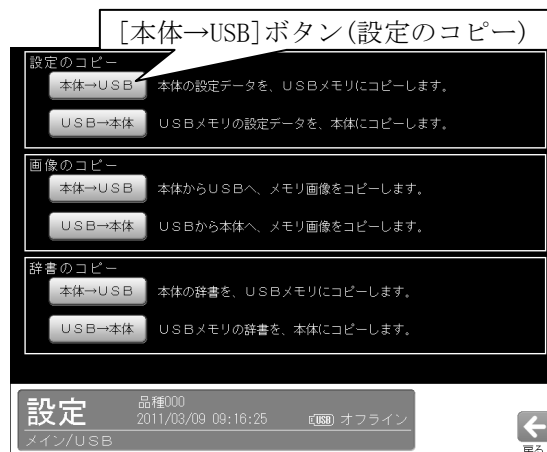 [本体→USB]ボタン(設定のコピー)
設定のコピー
本体→ＵＳＢ 本体の設定データを、ＵＳＢメモリにコピーします。
ＵＳＢ→本体 ＵＳＢメモリの設定データを、本体にコピーします。
画像のコピー
本体→ＵＳＢ 本体からＵＳＢへ、メモリ画像をコピーします。
ＵＳＢ→本体 ＵＳＢから本体へ、メモリ画像をコピーします。
辞書のコピー
本体→ＵＳＢ 本体の辞書を、ＵＳＢメモリにコピーします。
ＵＳＢ→本体 ＵＳＢメモリの辞書を、本体にコピーします。
設定 品種000
2011/03/09 09:16:25 USB オフライン
メイン/ＵＳＢ
戻る